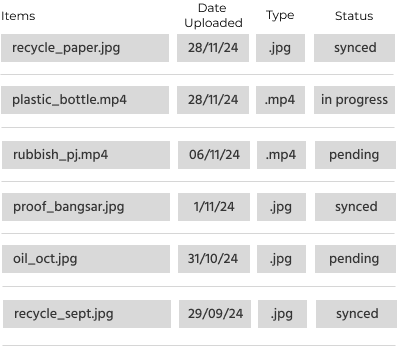 Items Date Uploaded Type Status
recycle_paper.jpg 28/11/24 .jpg synced
plastic_bottle.mp4 28/11/24 .mp4 in progress
rubbish_pj.mp4 06/11/24 .mp4 pending
proof_bangsar.jpg 1/11/24 .jpg synced
oil_oct.jpg 31/10/24 .jpg pending
recycle_sept.jpg 29/09/24 .jpg synced